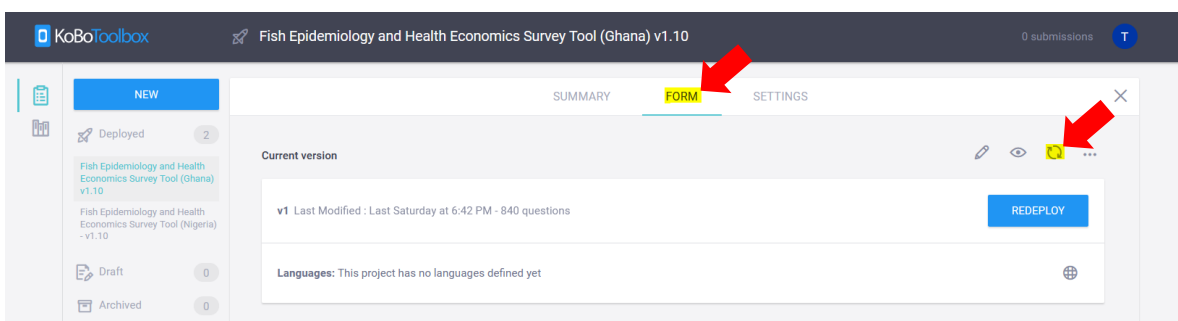 KoBoToolbox
Fish Epidemiology and Health Economics Survey Tool (Ghana) v1.10
0 submissions
T
NEW
SUMMARY
FORM
SETTINGS
Deployed
2
Fish Epidemiology and Health
Economics Survey Tool (Ghana)
v1.10
Fish Epidemiology and Health
Economics Survey Tool (Nigeria)
- v1.10
Draft
0
Archived
0
Current version
v1 Last Modified : Last Saturday at 6:42 PM - 840 questions
REDEPLOY
Languages: This project has no languages defined yet